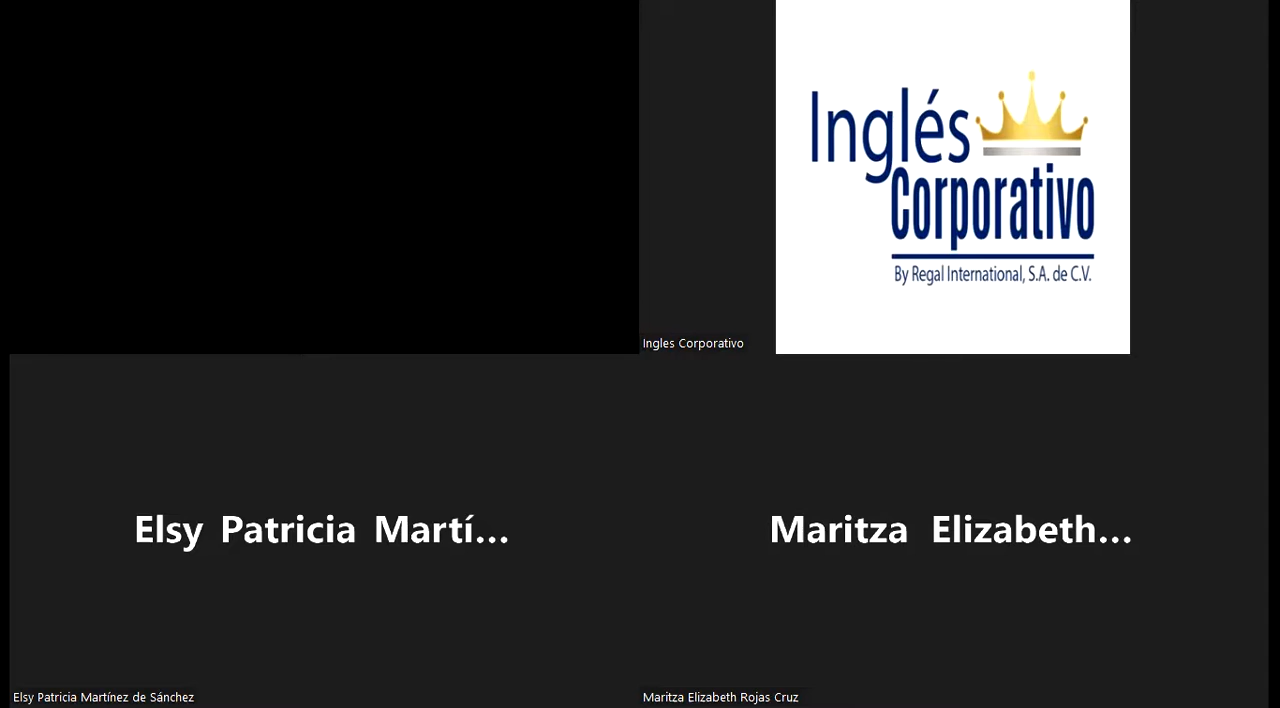 Inglés
Corporativo
By Regal International, S.A. de C.V.
Ingles Corporativo
Elsy Patricia Martí...
Maritza Elizabeth...
Elsy Patricia Martínez de Sánchez
Maritza Elizabeth Rojas Cruz